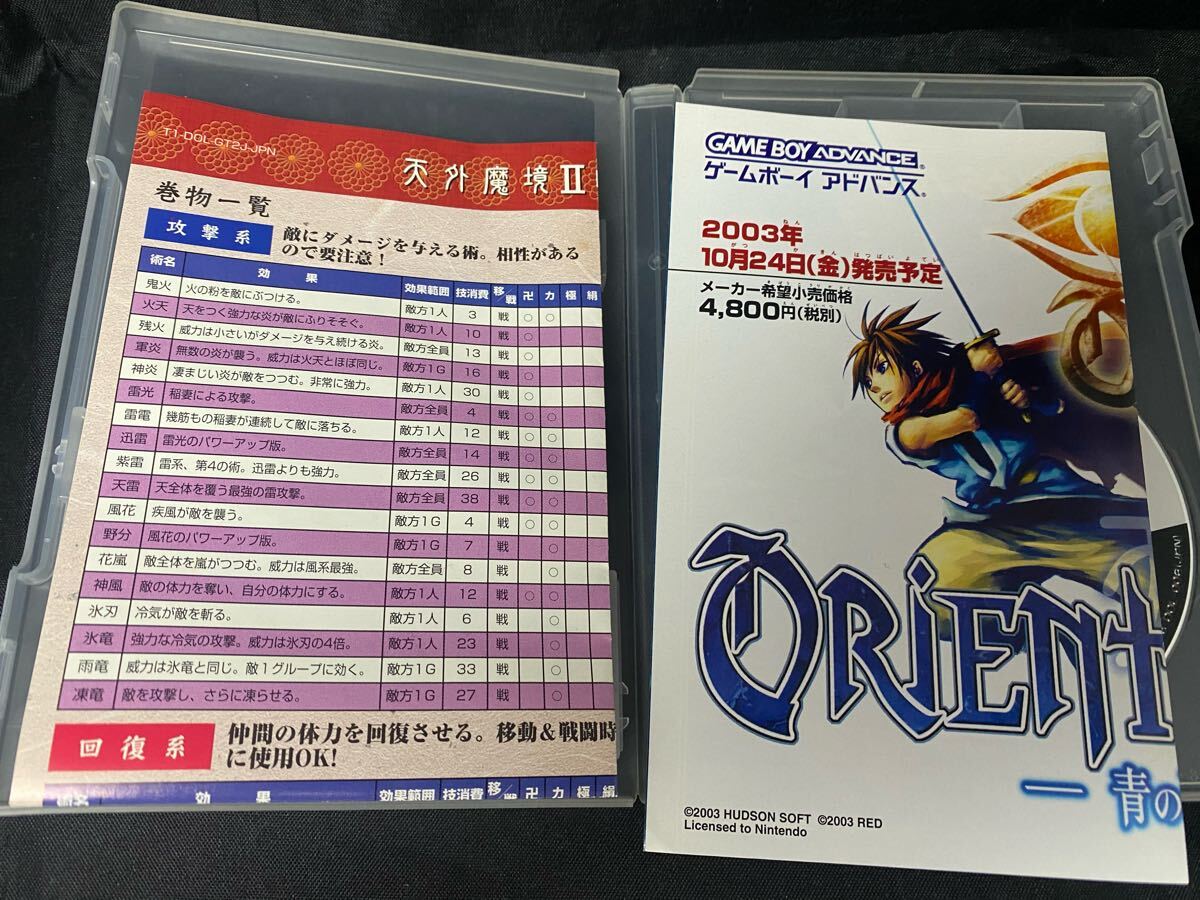 T1-DOL-GT2J-JPN
天外魔境II
巻物一覧
攻撃系 敵にダメージを与える術。相性がある
ので要注意!
術名 効果 効果範囲 技消費 移/戦 卍 カ 極 絹
鬼火 火の粉を敵にぶつける。 敵方1人 3 戦 ○ ○
火天 天をつく強力な炎が敵にふりそそぐ。 敵方1人 10 戦 ○
残火 威力は小さいがダメージを与え続ける炎。 敵方全員 13 戦 ○
軍炎 無数の炎が襲う。威力は火天とほぼ同じ。 敵方1G 16 戦 ○
神炎 凄まじい炎が敵をつつむ。非常に強力。 敵方1人 30 戦 ○
雷光 稲妻による攻撃。 敵方全員 4 戦 ○ ○
雷電 幾筋もの稲妻が連続して敵に落ちる。 敵方1人 12 戦 ○ ○
迅雷 雷光のパワーアップ版。 敵方全員 14 戦 ○ ○
紫雷 雷系、第4の術。迅雷よりも強力。 敵方全員 26 戦 ○ ○
天雷 天全体を覆う最強の雷攻撃。 敵方全員 38 戦 ○ ○
風花 疾風が敵を襲う。 敵方1G 4 戦 ○ ○
野分 風花のパワーアップ版。 敵方1G 7 戦 ○
花嵐 敵全体を嵐がつつむ。威力は風系最強。 敵方全員 8 戦 ○
神風 敵の体力を奪い、自分の体力にする。 敵方1人 12 戦 ○ ○
氷刃 冷気が敵を斬る。 敵方1人 6 戦 ○
氷竜 強力な冷気の攻撃。威力は氷刃の4倍。 敵方1人 23 戦 ○
雨竜 威力は氷竜と同じ。敵1グループに効く。 敵方1G 33 戦 ○
凍竜 敵を攻撃し、さらに凍らせる。 敵方1G 27 戦 ○
回復系 仲間の体力を回復させる。移動&戦闘時
に使用OK!
術名 効果 効果範囲 技消費 移/戦 卍 カ 極 絹
GAME BOY ADVANCE
ゲームボーイ アドバンス
2003年
10月24日(金)発売予定
メーカー希望小売価格
4,800円(税別)
ORIENT
― 青の
©2003 HUDSON SOFT ©2003 RED
Licensed to Nintendo